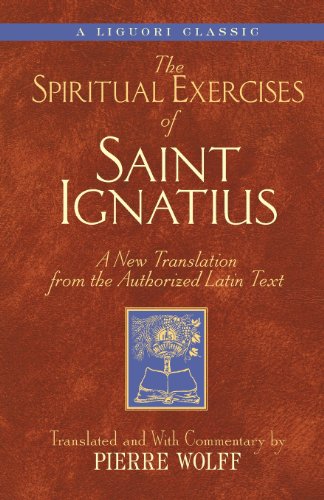 A LIGUORI CLASSIC
The
SPIRITUAL EXERCISES
of
SAINT
IGNATIUS
A New Translation
from the Authorized Latin Text
Translated and With Commentary by
PIERRE WOLFF